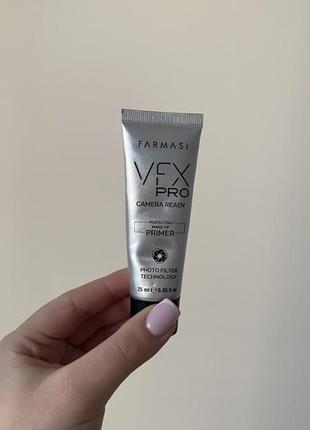 FARMASI
VFX
PRO
CAMERA READY
PERFECTING
MAKE-UP
PRIMER
PHOTO FILTER
TECHNOLOGY
25 ml e 0.85 fl.oz.